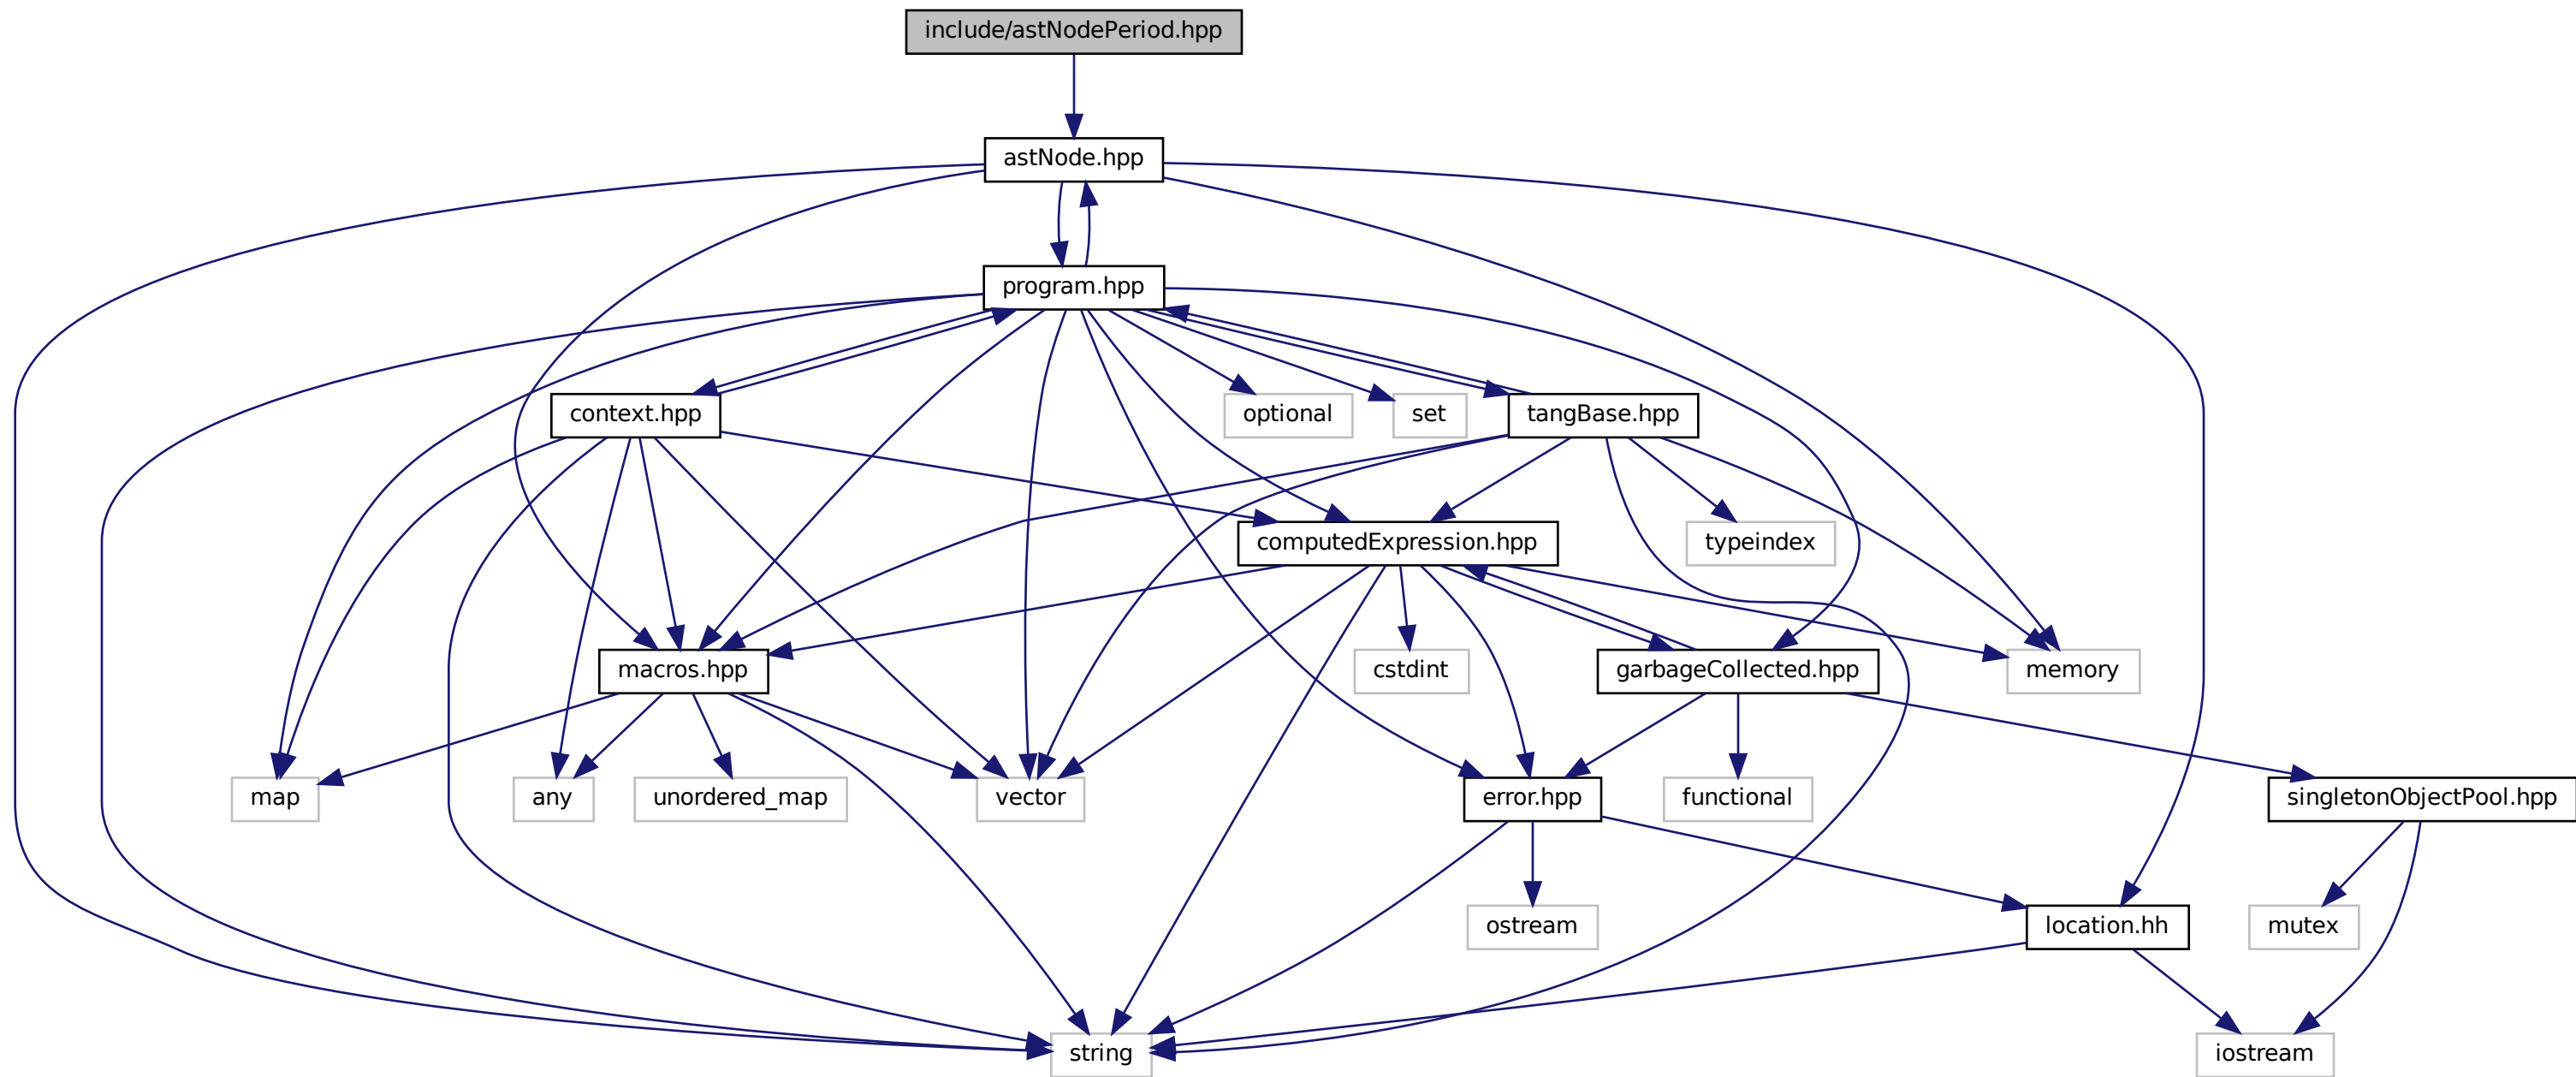 include/astNodePeriod.hpp
astNode.hpp
program.hpp
context.hpp
optional
set
tangBase.hpp
computedExpression.hpp
typeindex
macros.hpp
cstdint
garbageCollected.hpp
memory
map
any
unordered_map
vector
error.hpp
functional
singletonObjectPool.hpp
ostream
location.hh
mutex
string
iostream